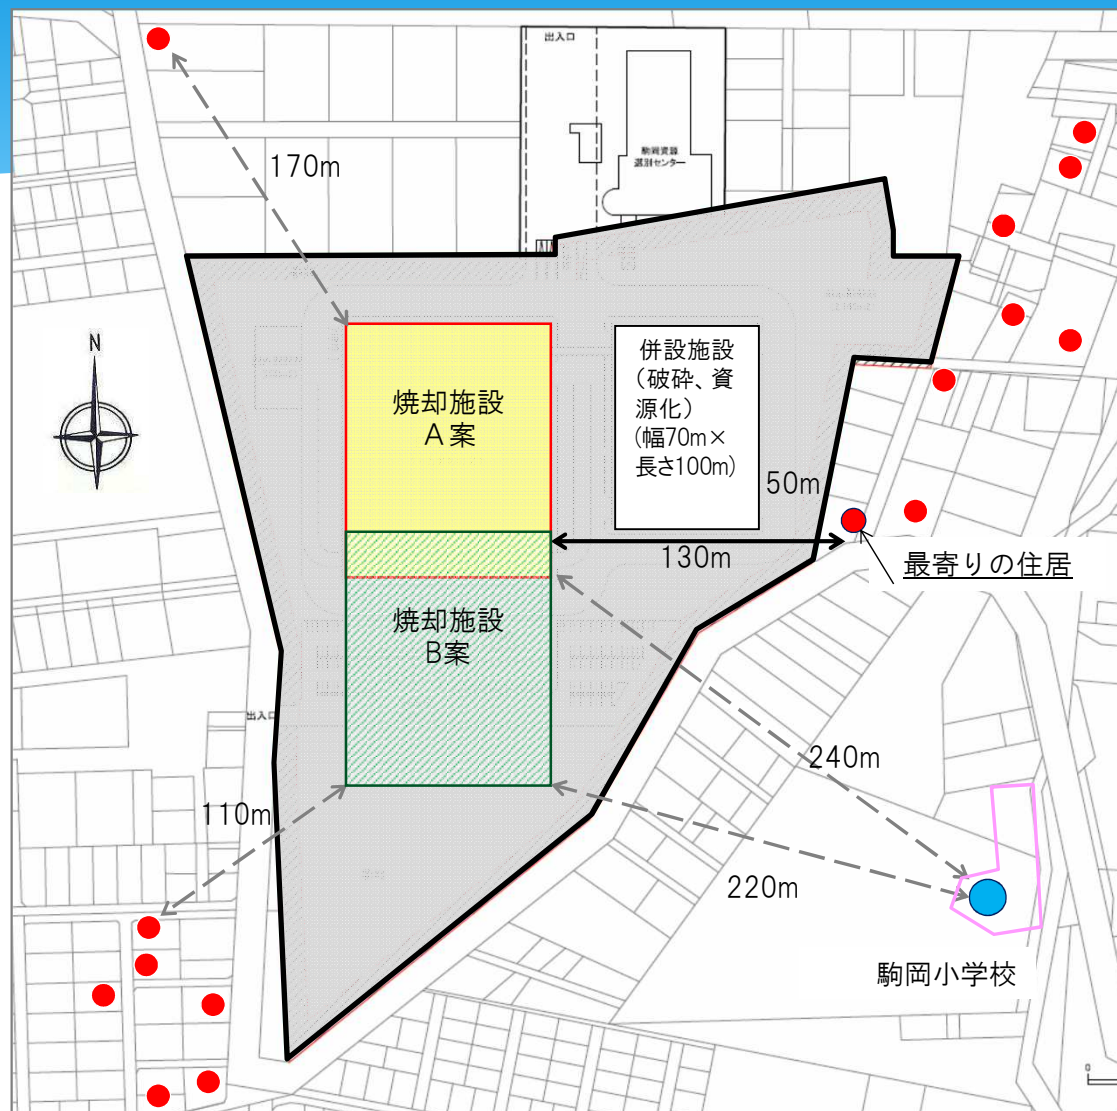 出入口
駒岡資源
選別センター
170m
N
焼却施設
A案
併設施設
（破砕、資
源化）
(幅70m×
長さ100m)
50m
130m
最寄りの住居
焼却施設
B案
出入口
240m
110m
220m
駒岡小学校